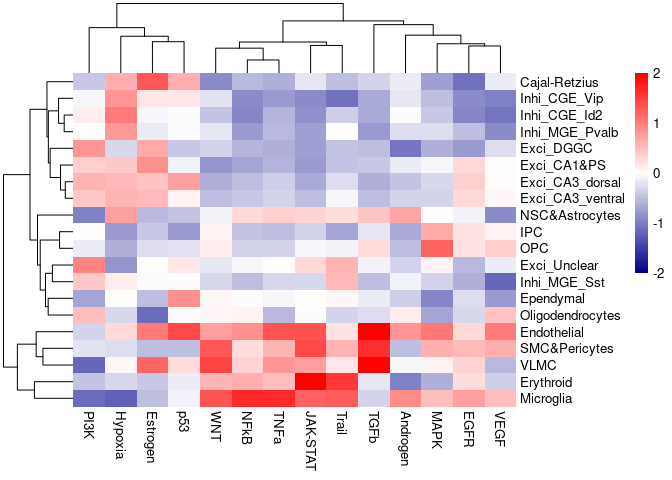 Cajal-Retzius
Inhi_CGE_Vip
Inhi_CGE_Id2
Inhi_MGE_Pvalb
Exci_DGGC
Exci_CA1&PS
Exci_CA3_dorsal
Exci_CA3_ventral
NSC&Astrocytes
IPC
OPC
Exci_Unclear
Inhi_MGE_Sst
Ependymal
Oligodendrocytes
Endothelial
SMC&Pericytes
VLMC
Erythroid
Microglia
2
1
0
-1
-2
PI3K
Hypoxia
Estrogen
p53
WNT
NFkB
TNFa
JAK-STAT
Trail
TGFb
Androgen
MAPK
EGFR
VEGF